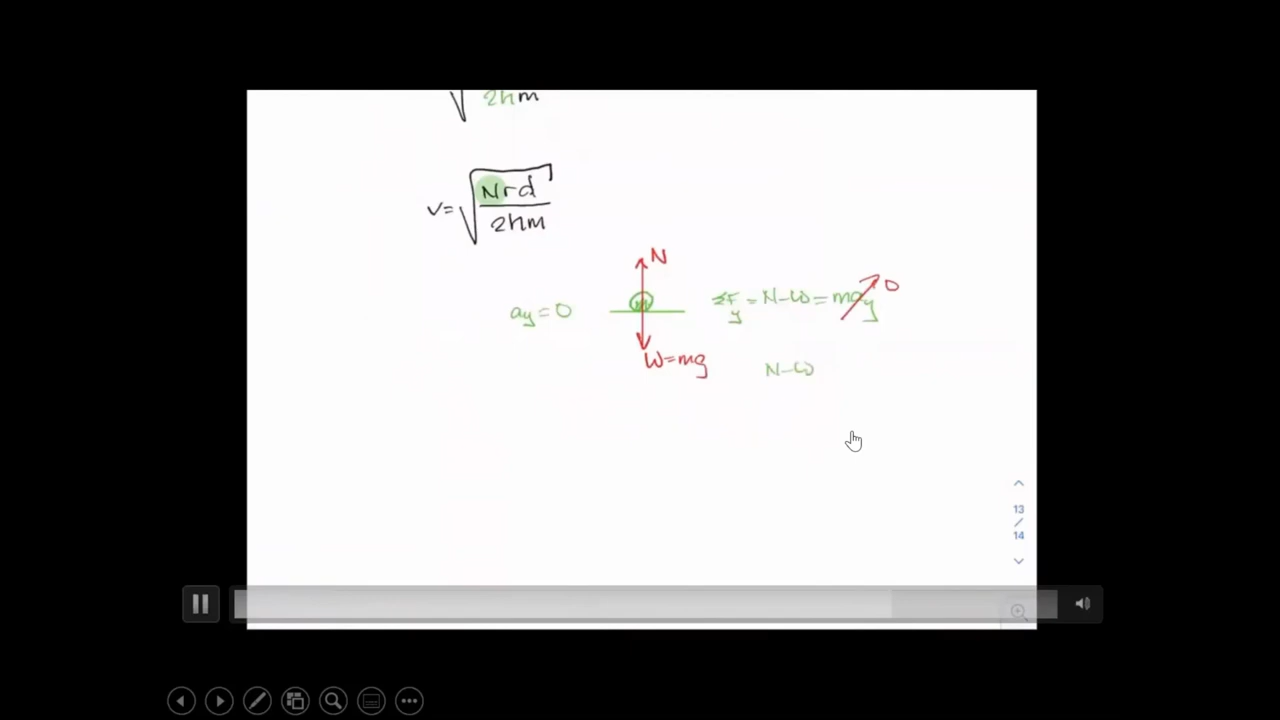 2hm
v=√(Nrd/2hm)
N
ay=0
m
ΣFy=N-W=may
0
W=mg
N-W
13
/
14